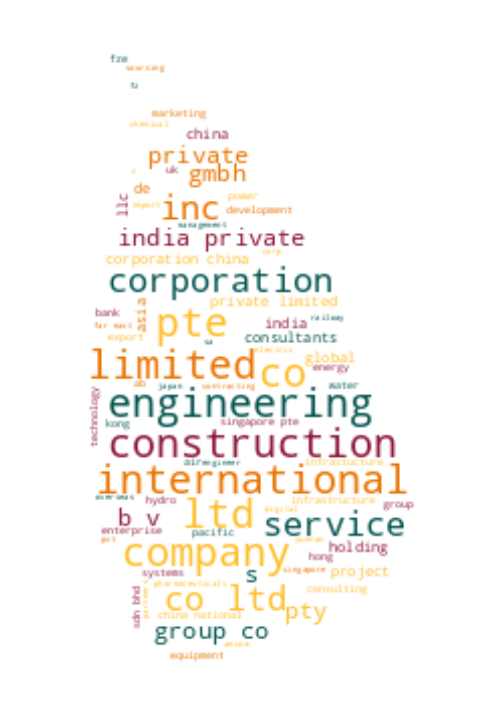 fze
sourcing
marketing
chemical
china
private
uk
gmbh
de
power
llc
export
inc
development
management
india private
corp
corporation china
corporation
private limited
bank
asia
pte
railway
far east
india
export
sa
consultants
electric
limited
co
global
energy
ab
japan
contracting
water
technology
engineering
kong
singapore pte
construction
infrastucture
international
overseas
hydro
infrastructure
group
b v
ltd
digital
service
enterprise
pacific
pvt
company
holding
hong
systems
s
singapore
project
pharmaceuticals
sdn bhd
partners
co ltd
consulting
china national
pty
group co
equipment